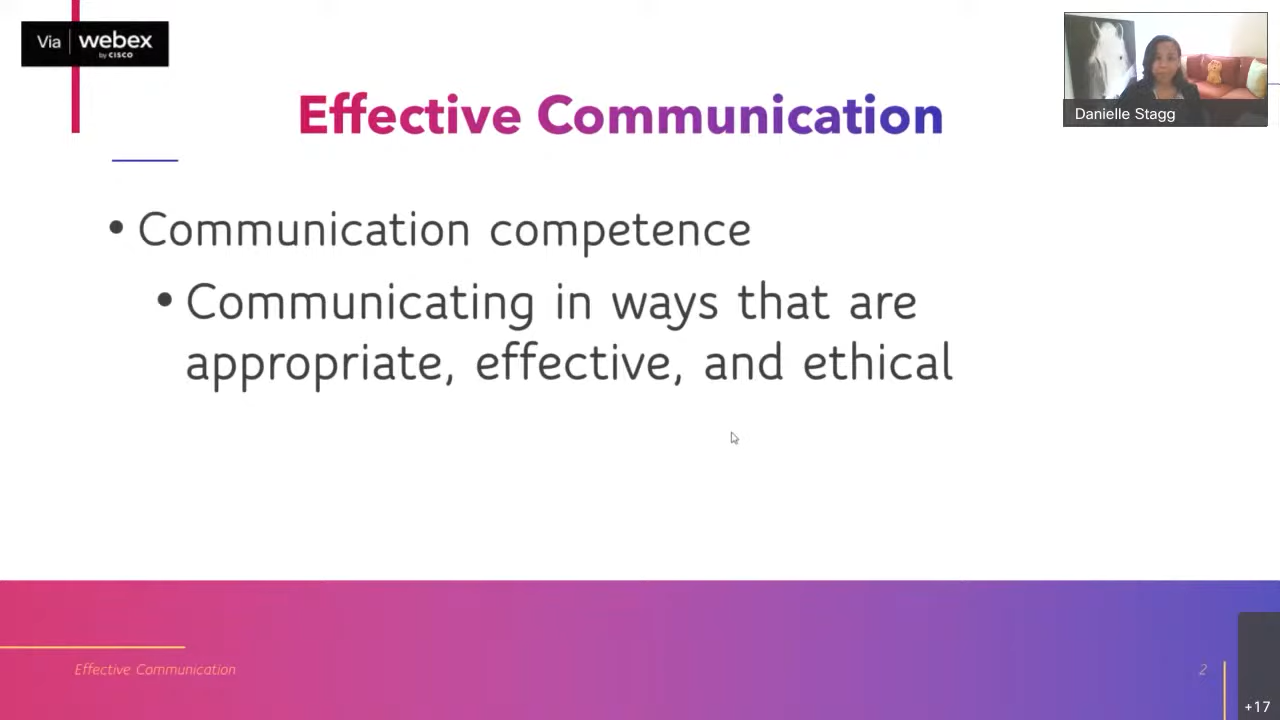 Via webex
by CISCO
Danielle Stagg
Effective Communication
• Communication competence
• Communicating in ways that are
appropriate, effective, and ethical
Effective Communication
2
+17